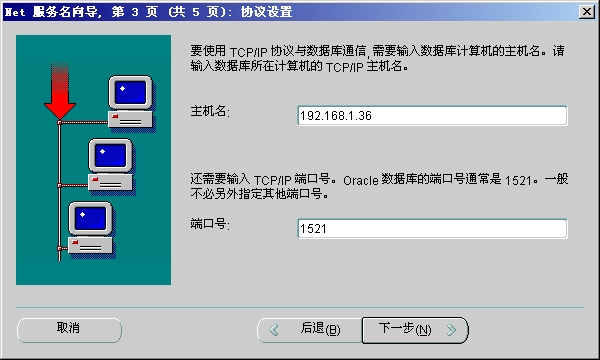 Net 服务名向导, 第 3 页 (共 5 页): 协议设置
要使用 TCP/IP 协议与数据库通信, 需要输入数据库计算机的主机名。请
输入数据库所在计算机的 TCP/IP 主机名。
主机名:
192.168.1.36
还需要输入 TCP/IP 端口号。Oracle 数据库的端口号通常是 1521。一般
不必另外指定其他端口号。
端口号:
1521
取消
后退(B)
下一步(N)